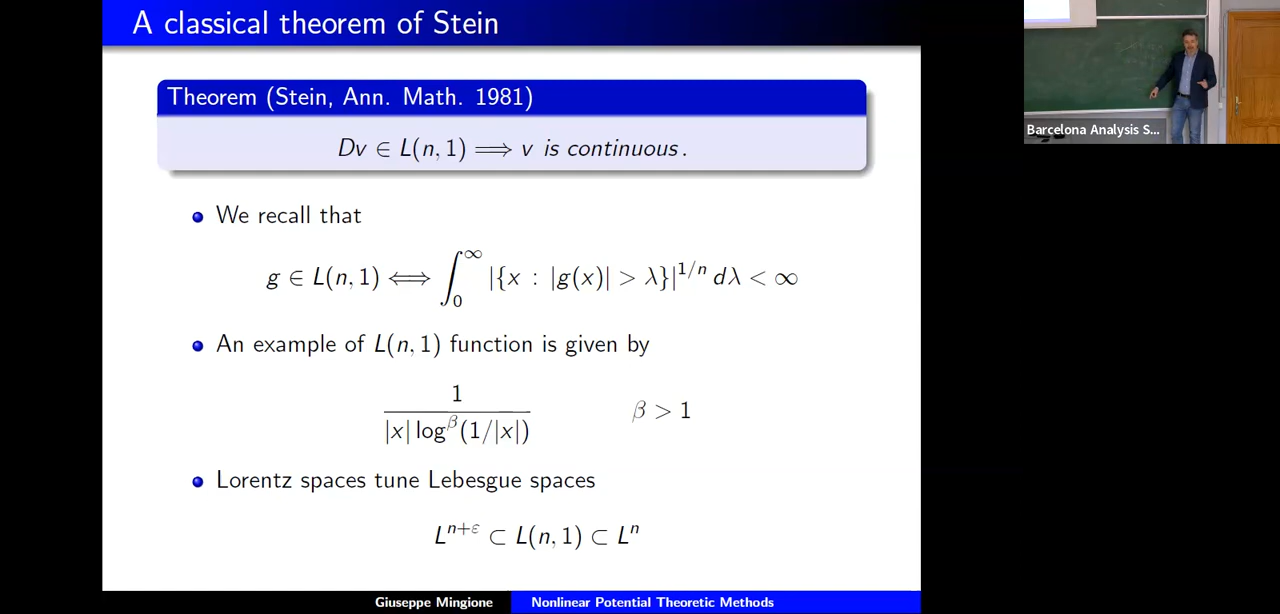 A classical theorem of Stein
Theorem (Stein, Ann. Math. 1981)
Dv ∈ L(n, 1) ⟹ v is continuous .
We recall that
g ∈ L(n, 1) ⟺ ∫₀^∞ |{x : |g(x)| > λ}|^{1/n} dλ < ∞
An example of L(n, 1) function is given by
1 / (|x| log^β(1/|x|))    β > 1
Lorentz spaces tune Lebesgue spaces
L^{n+ε} ⊂ L(n, 1) ⊂ L^n
Giuseppe Mingione    Nonlinear Potential Theoretic Methods
Barcelona Analysis S...